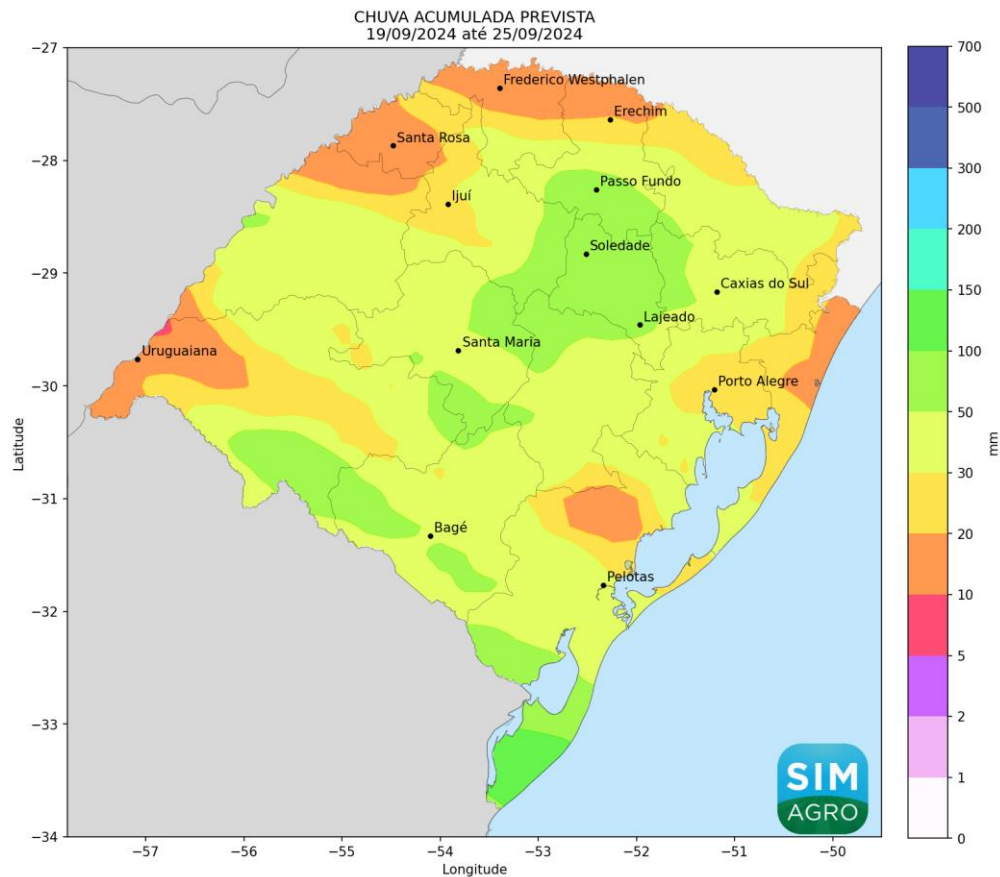 CHUVA ACUMULADA PREVISTA
19/09/2024 até 25/09/2024
−27
−28
−29
−30
−31
−32
−33
−34
Latitude
Frederico Westphalen
Erechim
Santa Rosa
Passo Fundo
Ijuí
Soledade
Caxias do Sul
Lajeado
Santa Maria
Uruguaiana
Porto Alegre
Bagé
Pelotas
SIM
AGRO
−57
−56
−55
−54
−53
−52
−51
−50
Longitude
700
500
300
200
150
100
50
30
20
10
5
2
1
0
mm